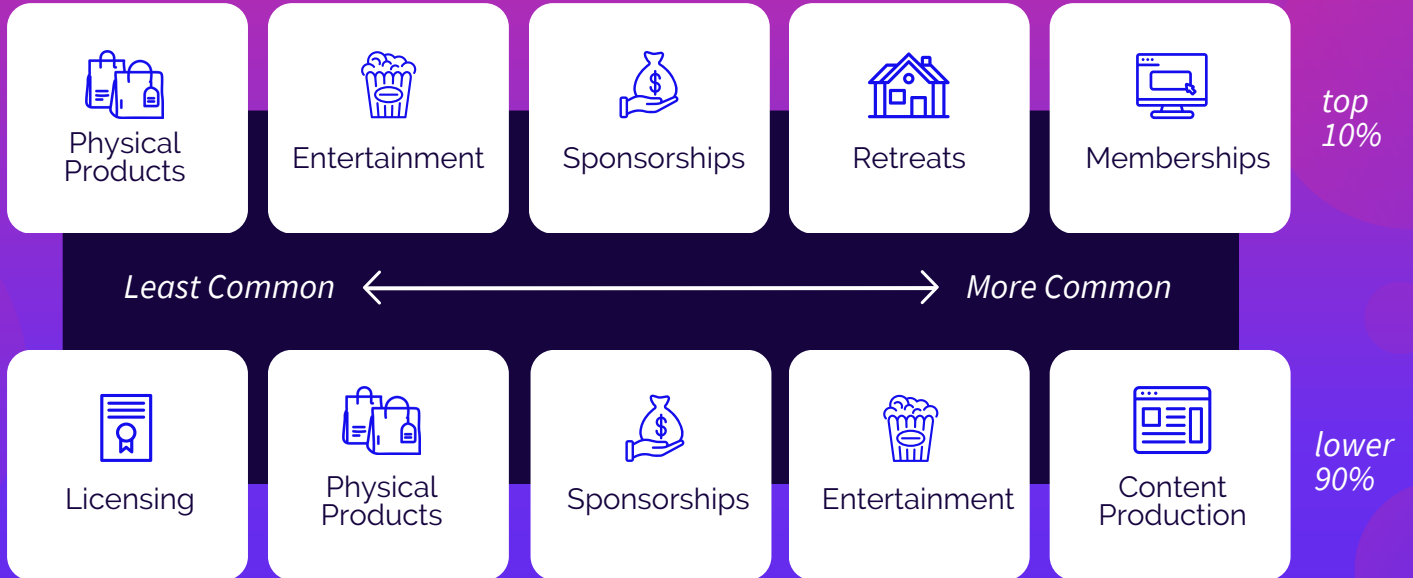 Physical
Products
Entertainment
Sponsorships
Retreats
Memberships
top
10%
Least Common
More Common
Licensing
Physical
Products
Sponsorships
Entertainment
Content
Production
lower
90%